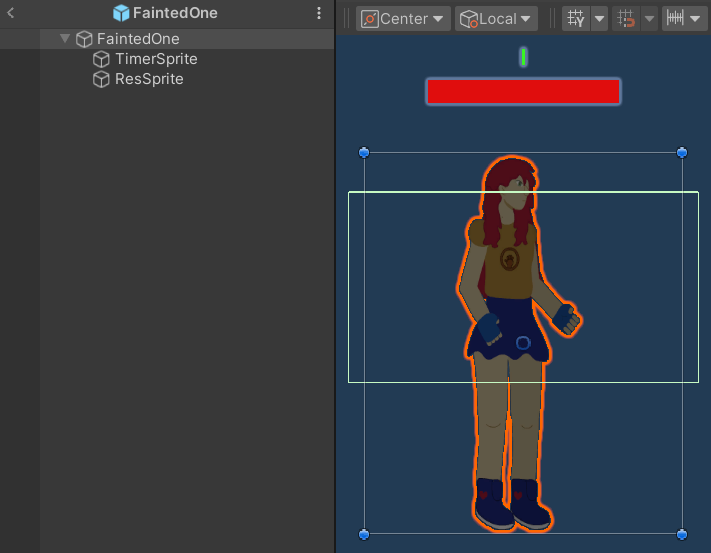 FaintedOne
Center
Local
FaintedOne
TimerSprite
ResSprite